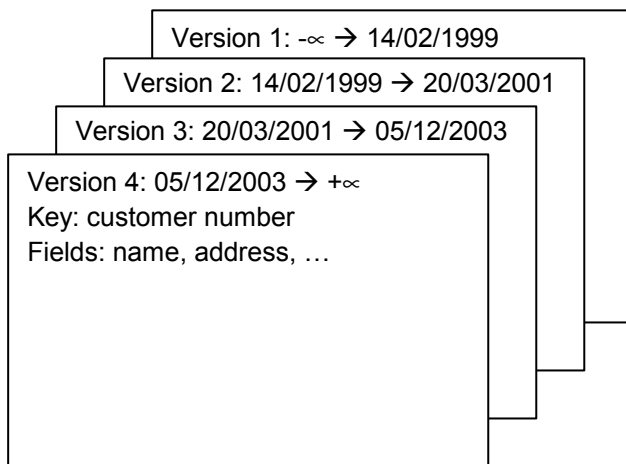 Version 1: -∝ → 14/02/1999
Version 2: 14/02/1999 → 20/03/2001
Version 3: 20/03/2001 → 05/12/2003
Version 4: 05/12/2003 → +∝
Key: customer number
Fields: name, address, …